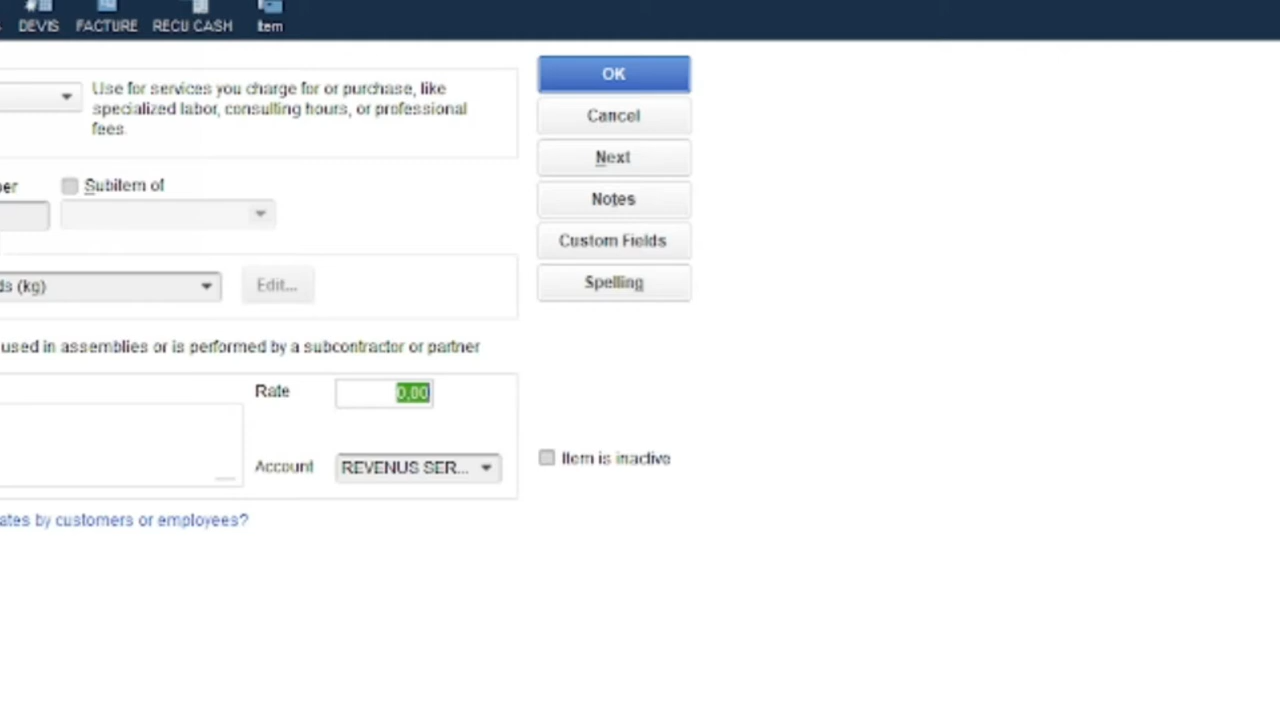 DEVIS FACTURE RECU CASH Item
Use for services you charge for or purchase, like
specialized labor, consulting hours, or professional
fees.
OK
Cancel
Next
Notes
Custom Fields
Spelling
Subitem of
(kg)
Edit...
used in assemblies or is performed by a subcontractor or partner
Rate 0,00
Account REVENUS SER...
Item is inactive
by customers or employees?